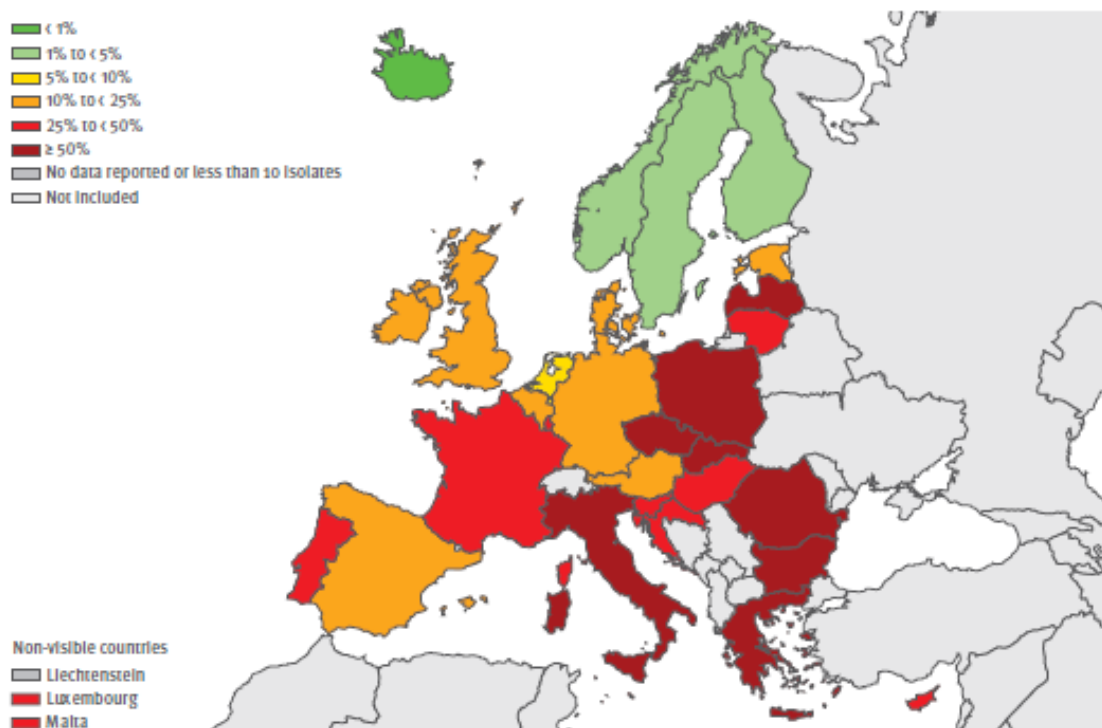 < 1%
1% to < 5%
5% to < 10%
10% to < 25%
25% to < 50%
≥ 50%
No data reported or less than 10 isolates
Not included
Non-visible countries
Liechtenstein
Luxembourg
Malta